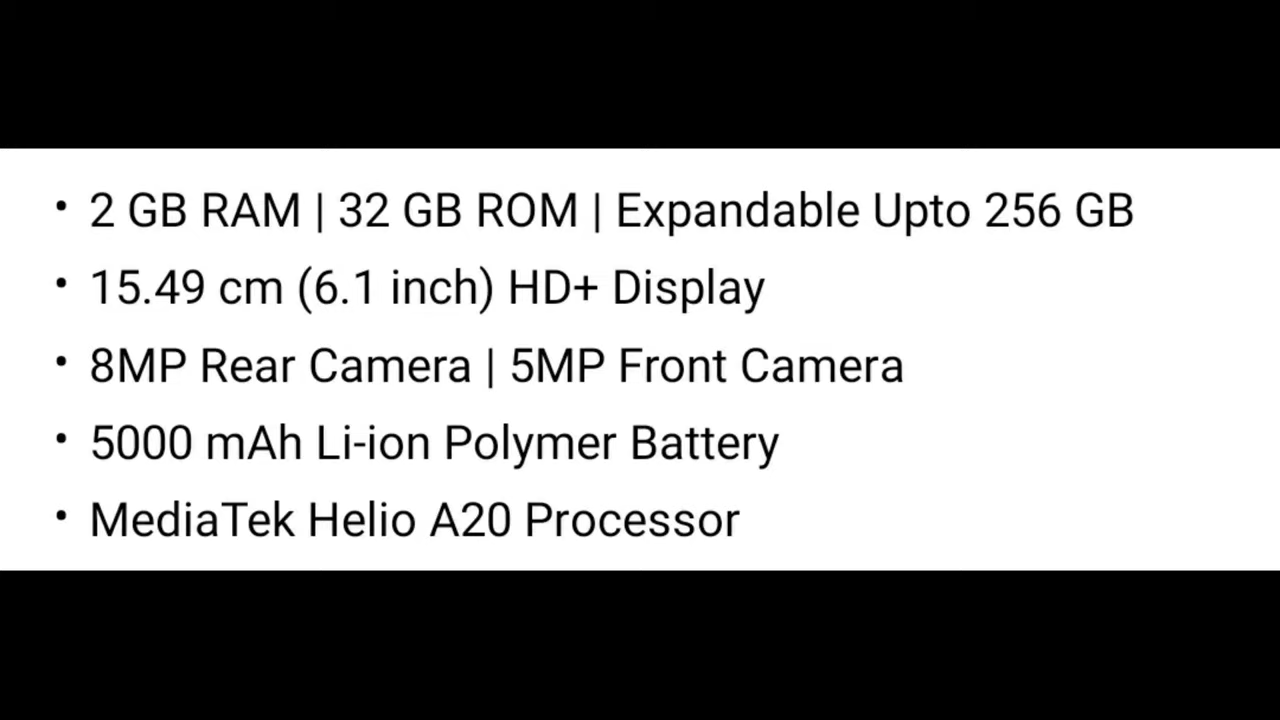 • 2 GB RAM | 32 GB ROM | Expandable Upto 256 GB
• 15.49 cm (6.1 inch) HD+ Display
• 8MP Rear Camera | 5MP Front Camera
• 5000 mAh Li-ion Polymer Battery
• MediaTek Helio A20 Processor